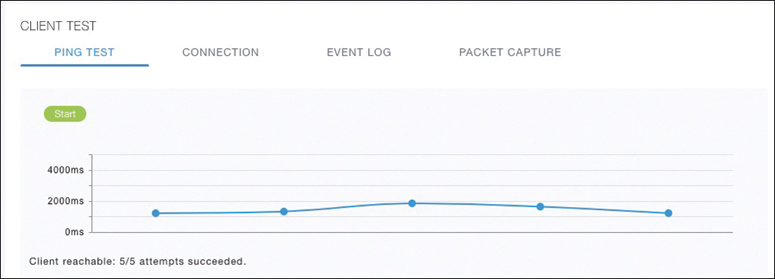 CLIENT TEST
PING TEST CONNECTION EVENT LOG PACKET CAPTURE
Start
4000ms
2000ms
0ms
Client reachable: 5/5 attempts succeeded.